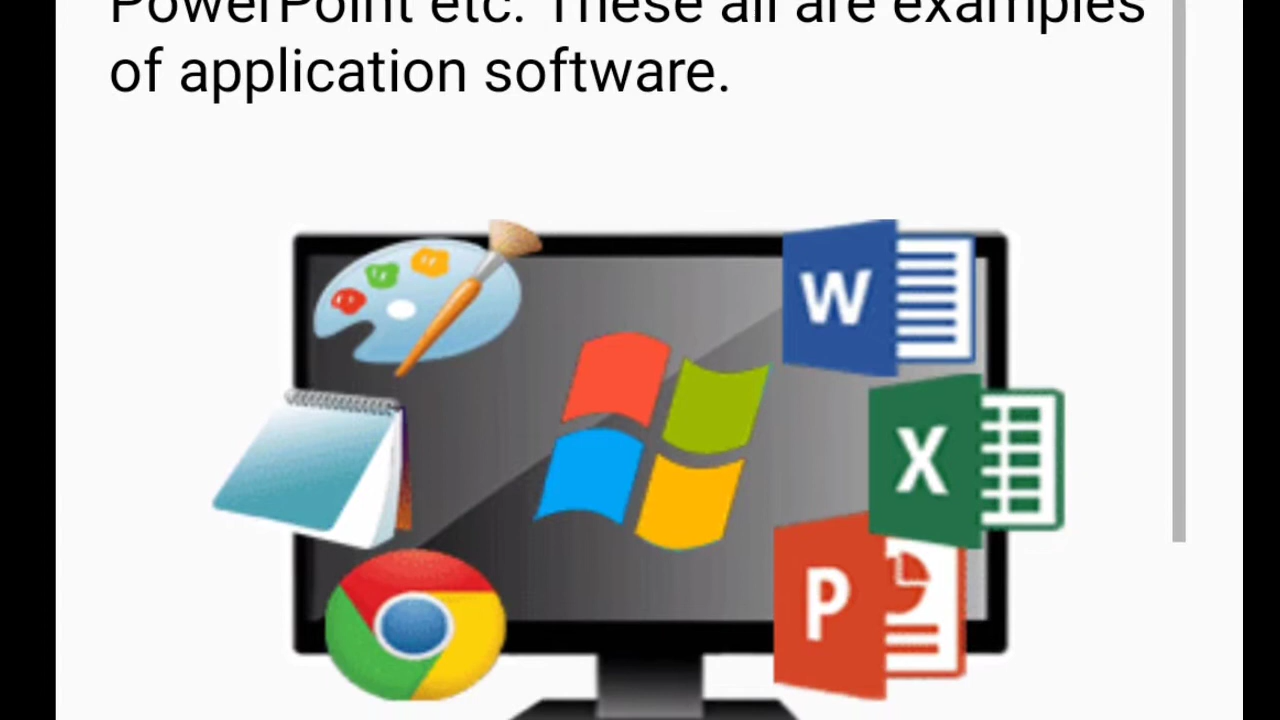 PowerPoint etc. These all are examples
of application software.
W
X
P